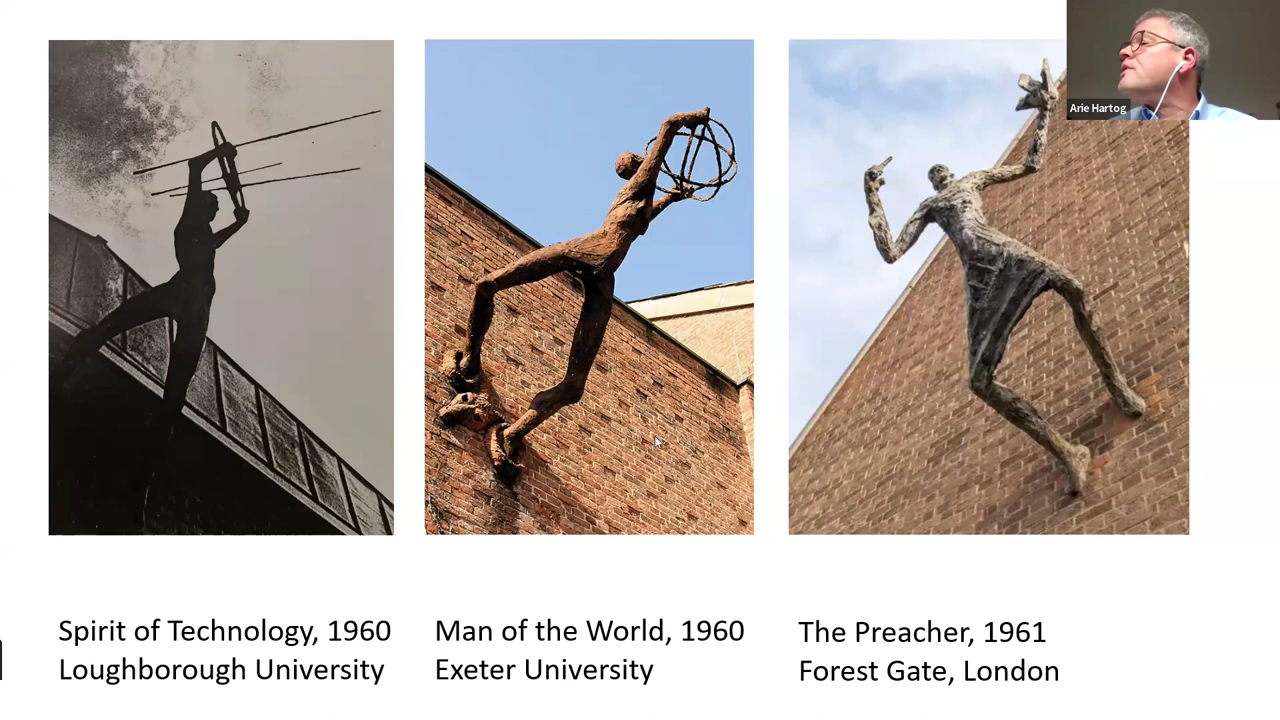 Arie Hartog
Spirit of Technology, 1960
Loughborough University
Man of the World, 1960
Exeter University
The Preacher, 1961
Forest Gate, London